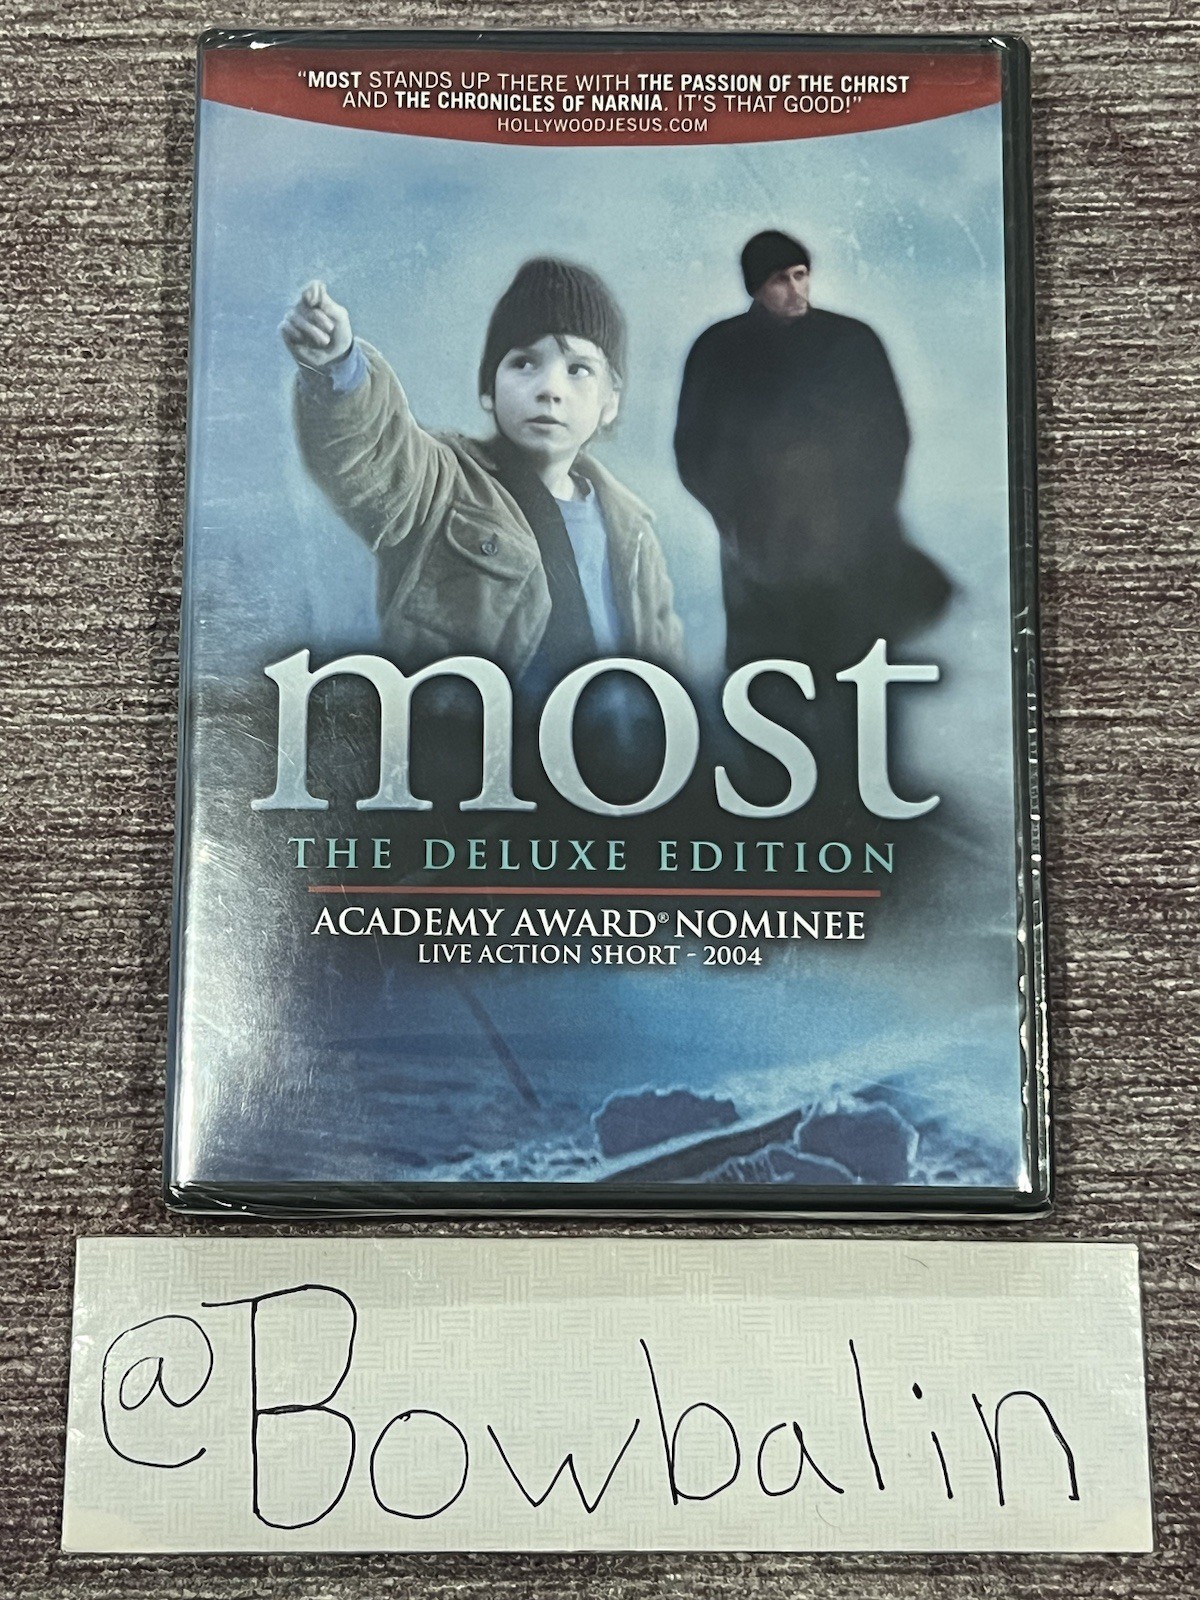 “MOST STANDS UP THERE WITH THE PASSION OF THE CHRIST
AND THE CHRONICLES OF NARNIA. IT'S THAT GOOD!”
HOLLYWOODJESUS.COM
most
THE DELUXE EDITION
ACADEMY AWARD® NOMINEE
LIVE ACTION SHORT - 2004
@Bowbalin